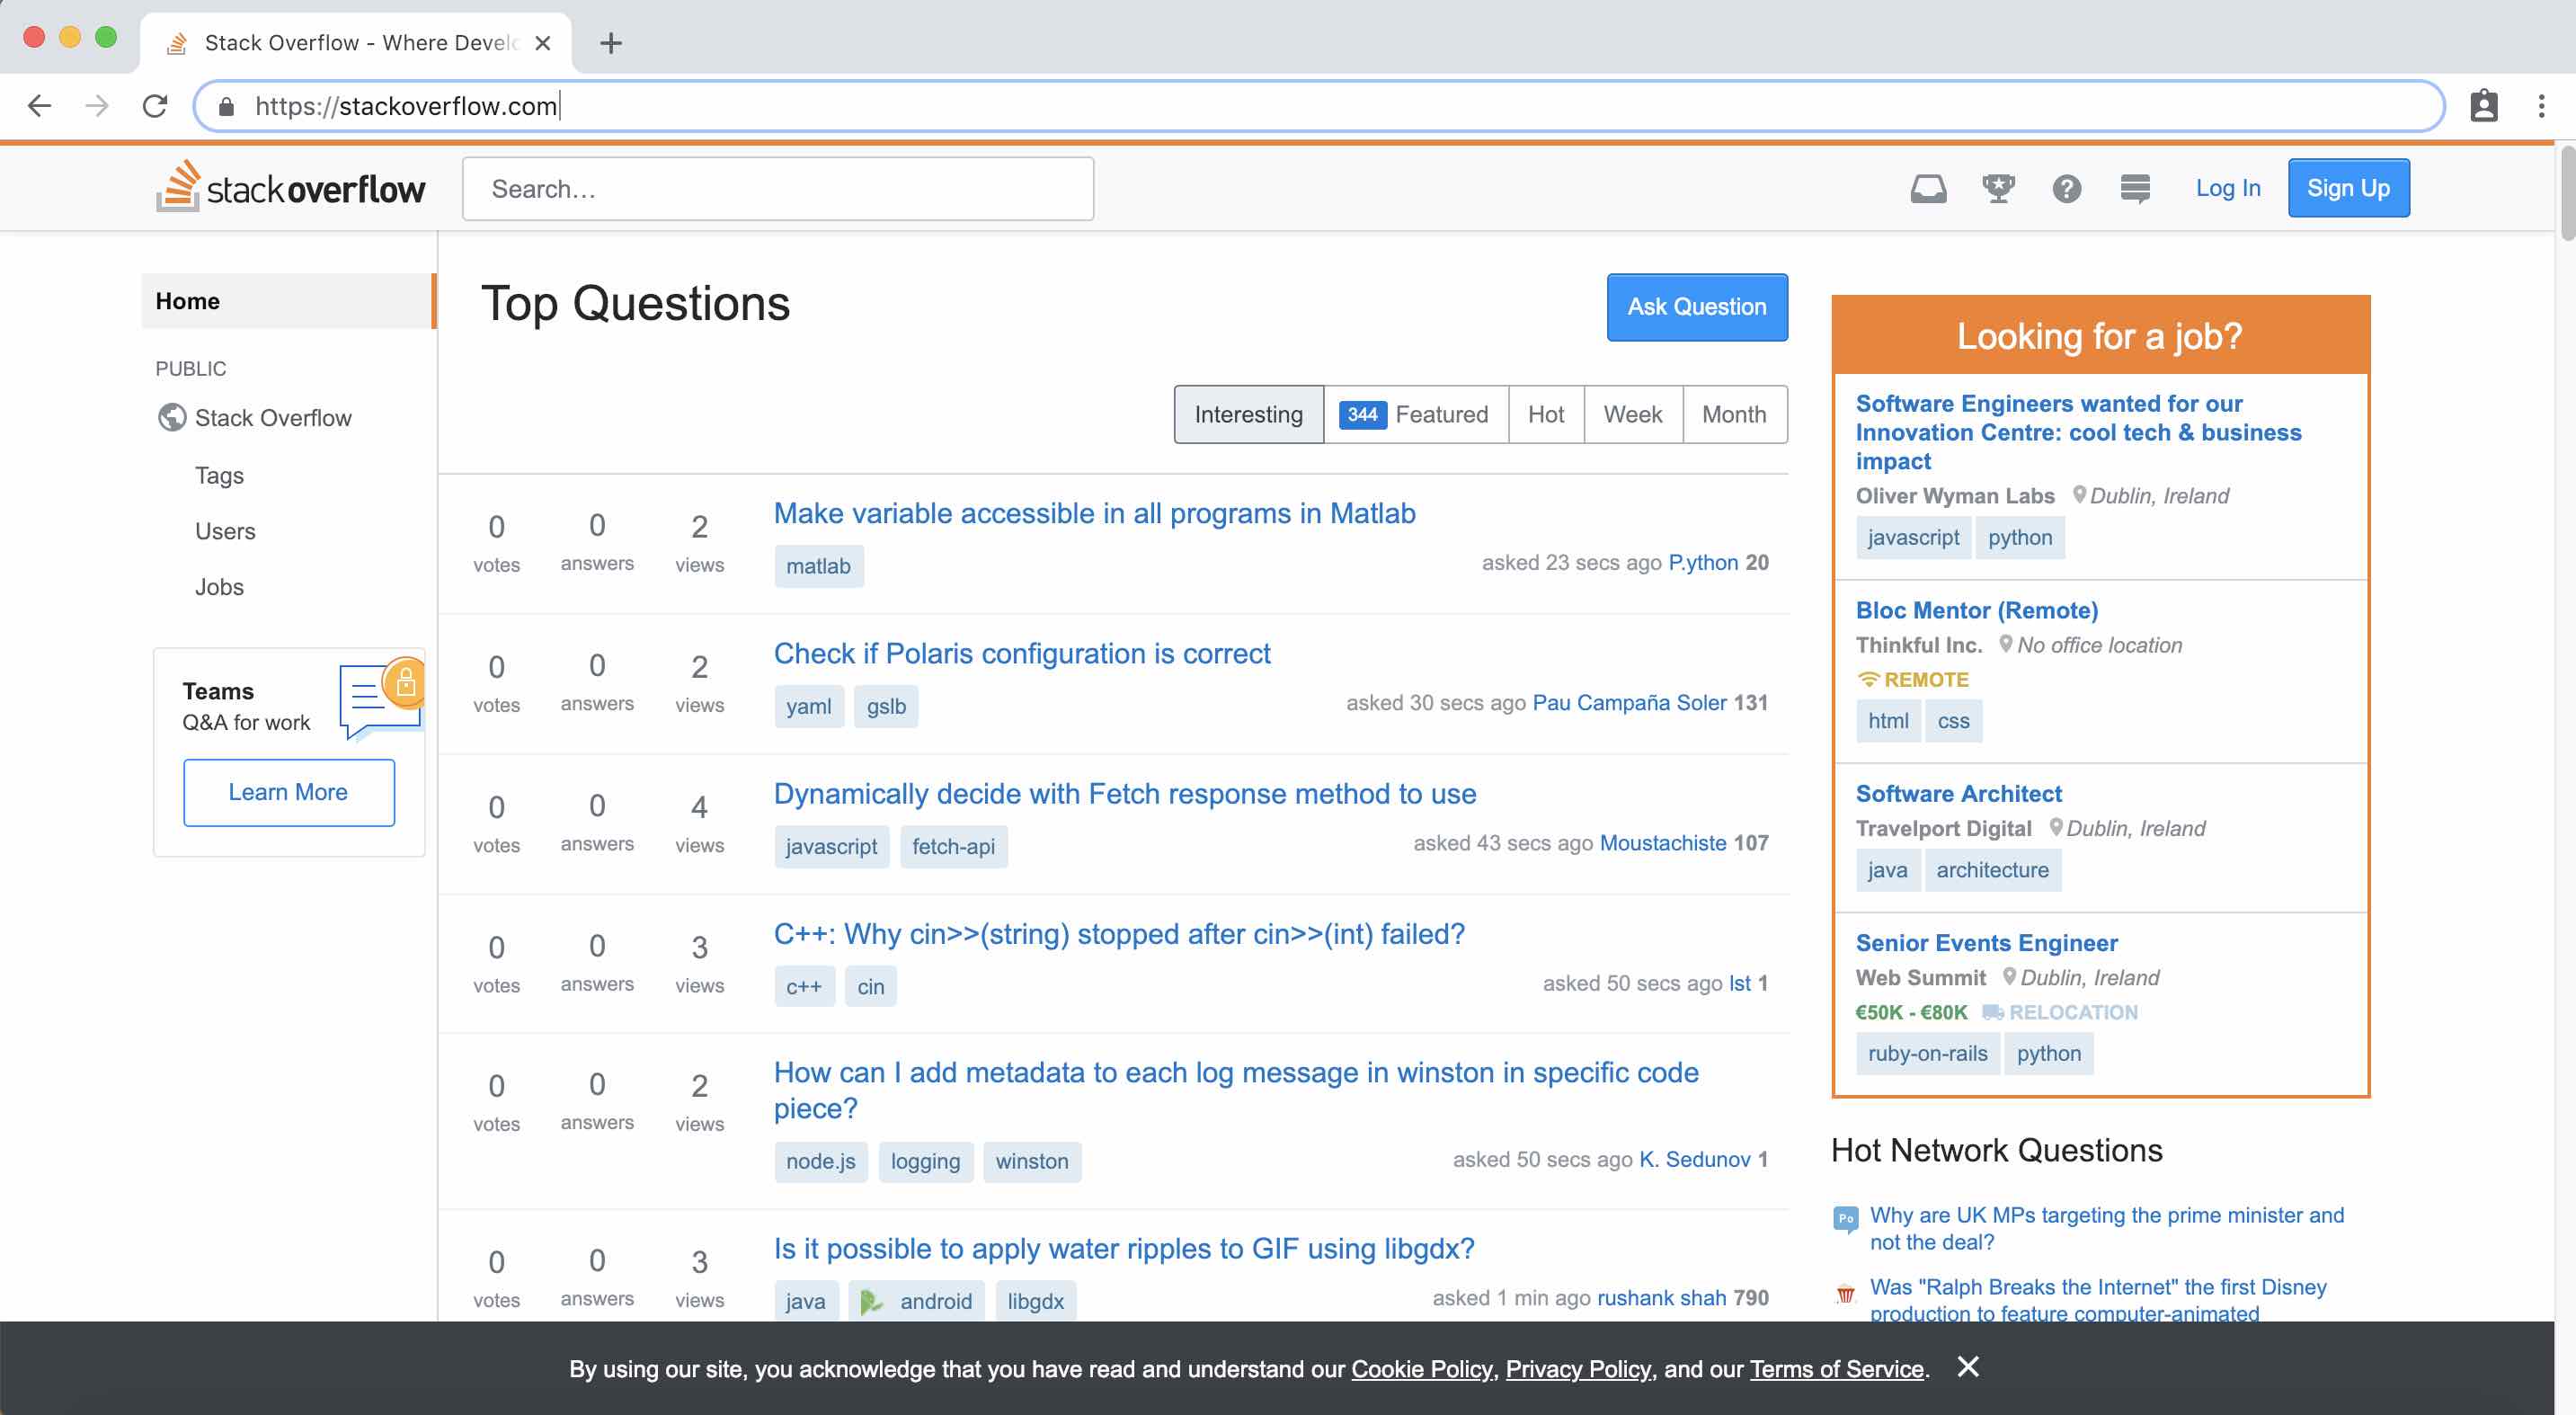 Stack Overflow - Where Develo
https://stackoverflow.com
stackoverflow
Search…
Log In
Sign Up
Home
PUBLIC
Stack Overflow
Tags
Users
Jobs
Teams
Q&A for work
Learn More
Top Questions
Ask Question
Interesting
344 Featured
Hot
Week
Month
0 votes
0 answers
2 views
Make variable accessible in all programs in Matlab
matlab
asked 23 secs ago P.ython 20
0 votes
0 answers
2 views
Check if Polaris configuration is correct
yaml gslb
asked 30 secs ago Pau Campaña Soler 131
0 votes
0 answers
4 views
Dynamically decide with Fetch response method to use
javascript fetch-api
asked 43 secs ago Moustachiste 107
0 votes
0 answers
3 views
C++: Why cin>>(string) stopped after cin>>(int) failed?
c++ cin
asked 50 secs ago lst 1
0 votes
0 answers
2 views
How can I add metadata to each log message in winston in specific code
piece?
node.js logging winston
asked 50 secs ago K. Sedunov 1
0 votes
0 answers
3 views
Is it possible to apply water ripples to GIF using libgdx?
java android libgdx
asked 1 min ago rushank shah 790
Looking for a job?
Software Engineers wanted for our
Innovation Centre: cool tech & business
impact
Oliver Wyman Labs Dublin, Ireland
javascript python
Bloc Mentor (Remote)
Thinkful Inc. No office location
REMOTE
html css
Software Architect
Travelport Digital Dublin, Ireland
java architecture
Senior Events Engineer
Web Summit Dublin, Ireland
€50K - €80K RELOCATION
ruby-on-rails python
Hot Network Questions
Po
Why are UK MPs targeting the prime minister and
not the deal?
Was "Ralph Breaks the Internet" the first Disney
production to feature computer-animated
By using our site, you acknowledge that you have read and understand our Cookie Policy, Privacy Policy, and our Terms of Service.